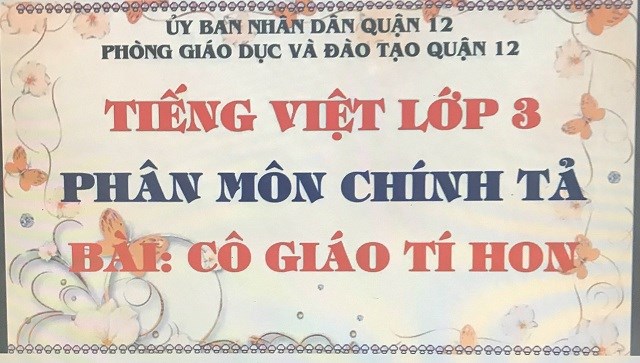 ỦY BAN NHÂN DÂN QUẬN 12
PHÒNG GIÁO DỤC VÀ ĐÀO TẠO QUẬN 12
TIẾNG VIỆT LỚP 3
PHÂN MÔN CHÍNH TẢ
BÀI: CÔ GIÁO TÍ HON